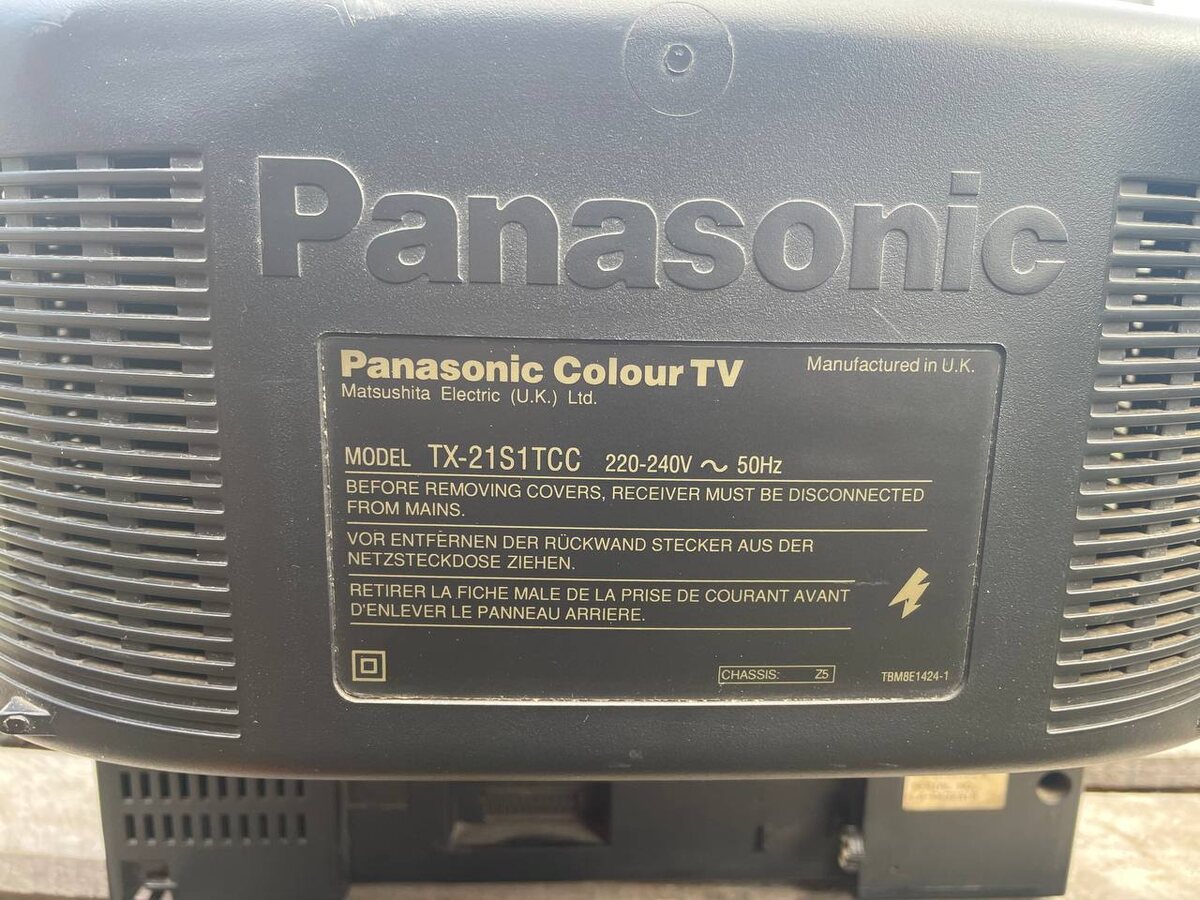 Panasonic
Panasonic Colour TV
Manufactured in U.K.
Matsushita Electric (U.K.) Ltd.
MODEL TX-21S1TCC 220-240V ~ 50Hz
BEFORE REMOVING COVERS, RECEIVER MUST BE DISCONNECTED
FROM MAINS.
VOR ENTFERNEN DER RÜCKWAND STECKER AUS DER
NETZSTECKDOSE ZIEHEN.
RETIRER LA FICHE MALE DE LA PRISE DE COURANT AVANT
D'ENLEVER LE PANNEAU ARRIERE.
CHASSIS: Z5
TBM8E1424-1